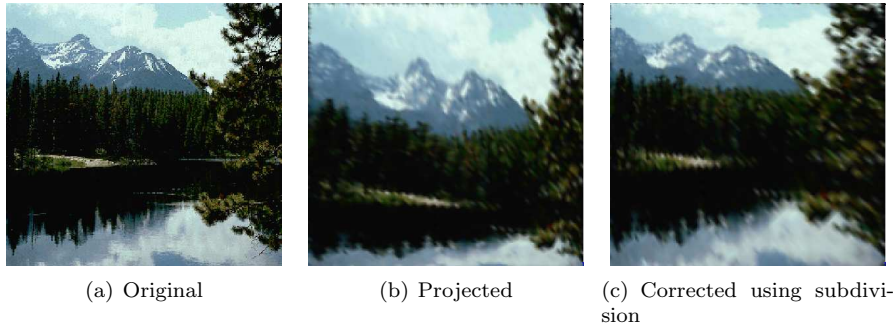 (a) Original
(b) Projected
(c) Corrected using subdivi-
sion